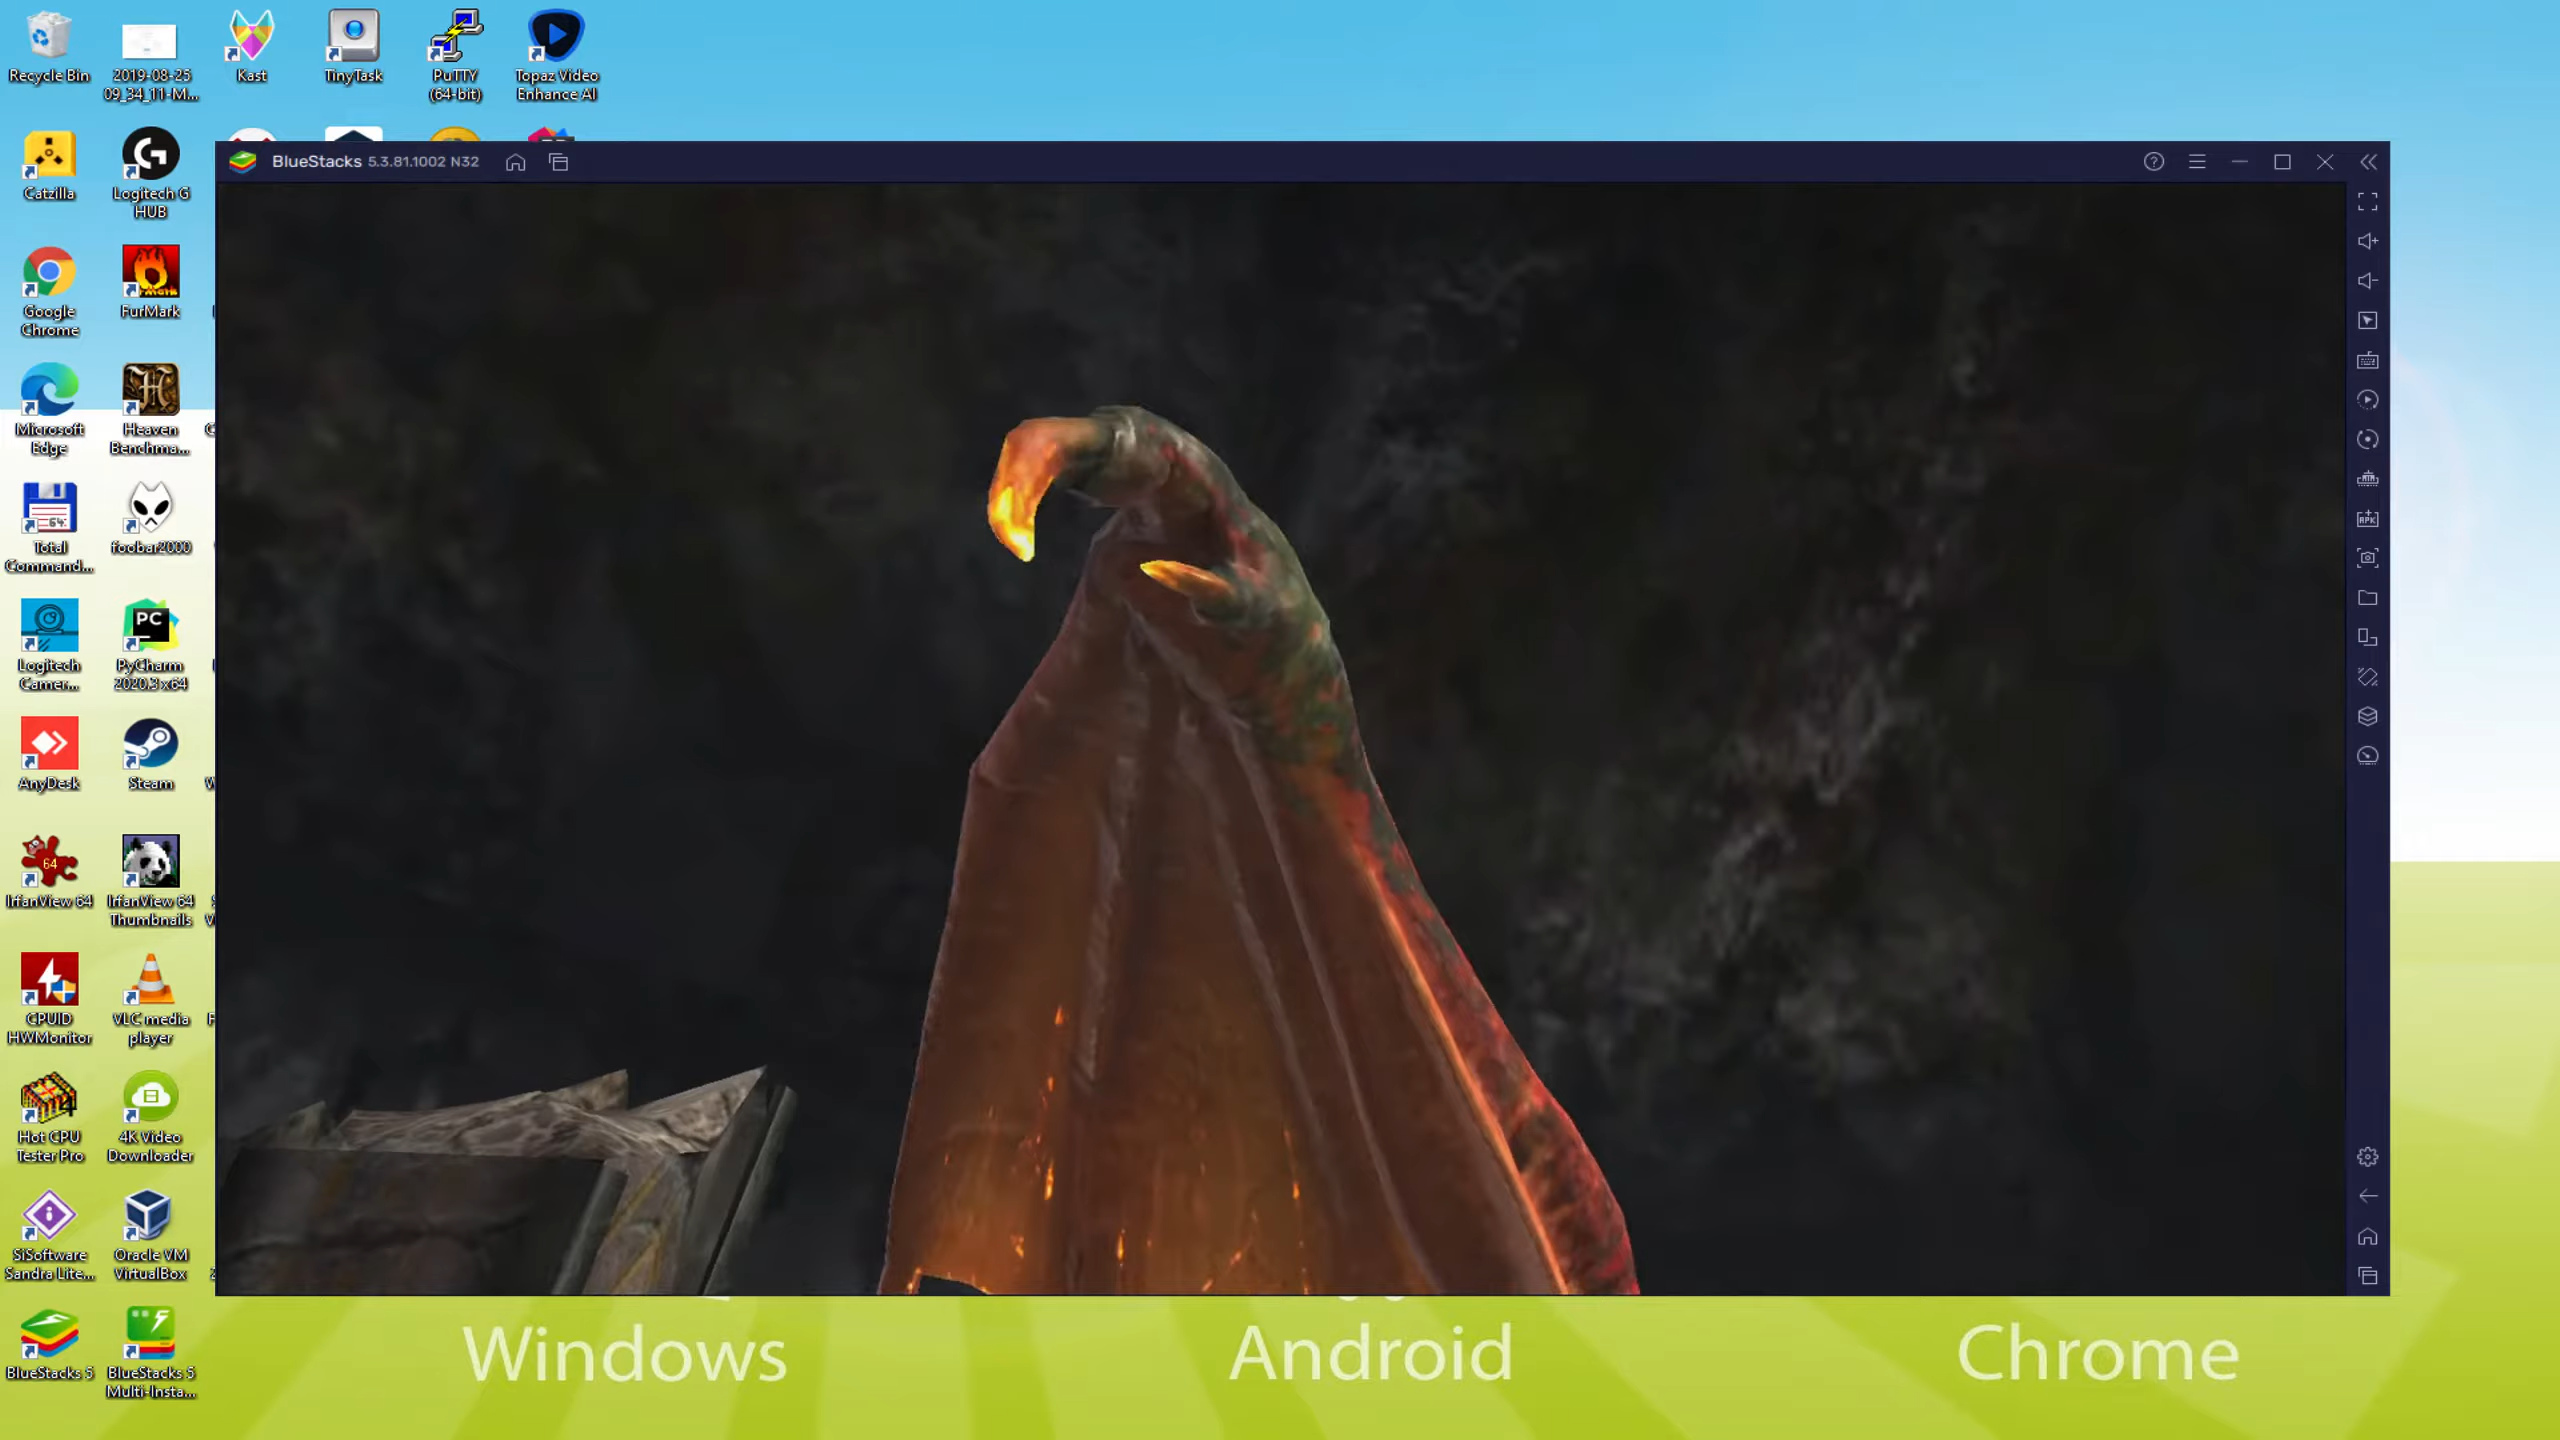 Recycle Bin
2019-08-25
09_34_11-M...
Kast
TinyTask
PuTTY
(64-bit)
Topaz Video
Enhance AI
Catzilla
Logitech G
HUB
BlueStacks 5.3.81.1002 N32
Google
Chrome
FurMark
Microsoft
Edge
Heaven
Benchma...
Total
Command...
foobar2000
Logitech
Camer...
PC
PyCharm
2020.3 x64
AnyDesk
Steam
64
IrfanView 64
IrfanView 64
Thumbnails
CPUID
HWMonitor
VLC media
player
Hot CPU
Tester Pro
4K Video
Downloader
SiSoftware
Sandra Lite...
Oracle VM
VirtualBox
BlueStacks 5
BlueStacks 5
Multi-Insta...
Windows
Android
Chrome
APK